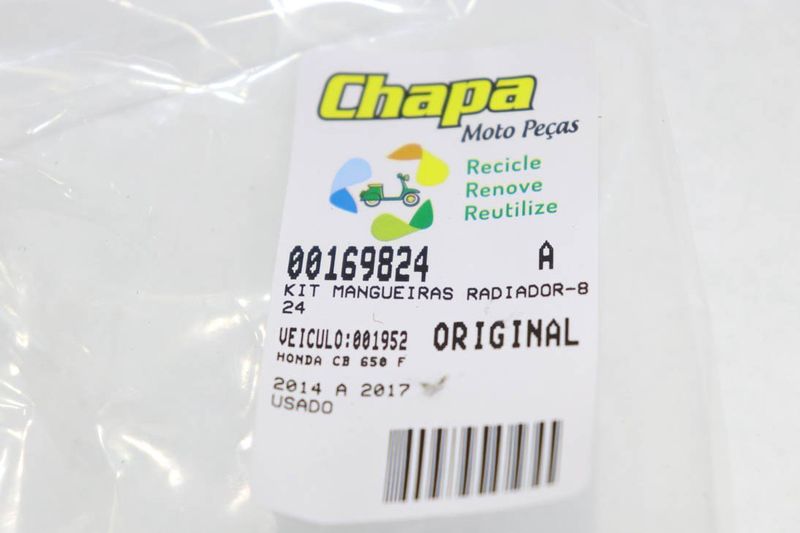 Chapa
Moto Peças
Recicle
Renove
Reutilize
00169824 A
KIT MANGUEIRAS RADIADOR-8
24
VEICULO:001952 ORIGINAL
HONDA CB 650 F
2014 A 2017
USADO